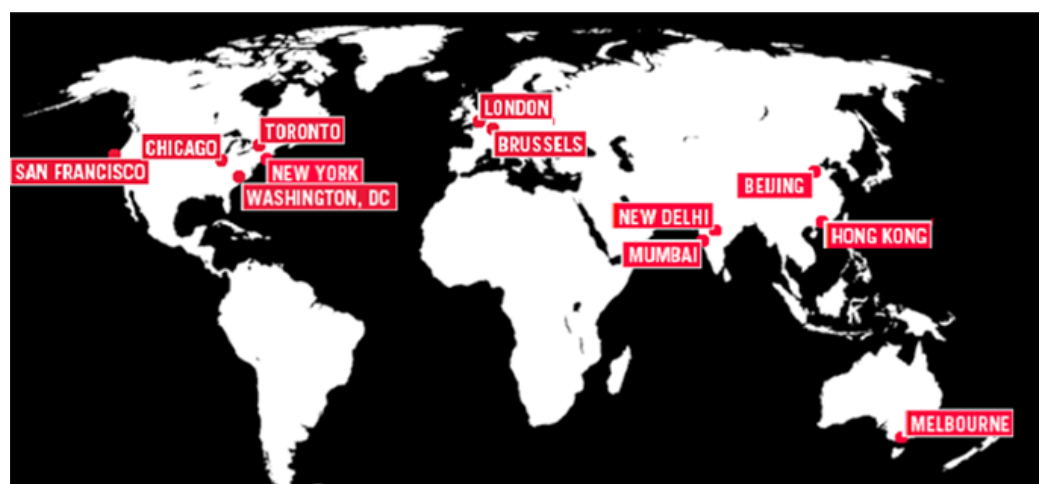 LONDON
TORONTO
CHICAGO
BRUSSELS
SAN FRANCISCO
NEW YORK
BEIJING
WASHINGTON, DC
NEW DELHI
HONG KONG
MUMBAI
MELBOURNE